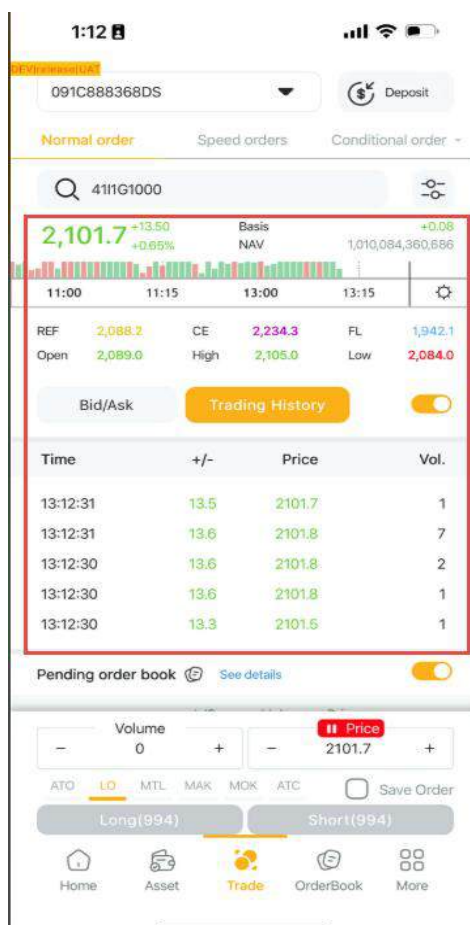 1:12
DEV(release)UAT
091C888368DS
Deposit
Normal order Speed orders Conditional order
41I1G1000
2,101.7 +13.50 Basis +0.08
+0.65% NAV 1,010,084,360,686
11:00 11:15 13:00 13:15
REF 2,088.2 CE 2,234.3 FL 1,942.1
Open 2,089.0 High 2,105.0 Low 2,084.0
Bid/Ask Trading History
Time +/- Price Vol.
13:12:31 13.5 2101.7 1
13:12:31 13.6 2101.8 7
13:12:30 13.6 2101.8 2
13:12:30 13.6 2101.8 1
13:12:30 13.3 2101.5 1
Pending order book See details
Volume Price
- 0 + - 2101.7 +
ATO LO MTL MAK MOK ATC Save Order
Long(994) Short(994)
Home Asset Trade OrderBook More